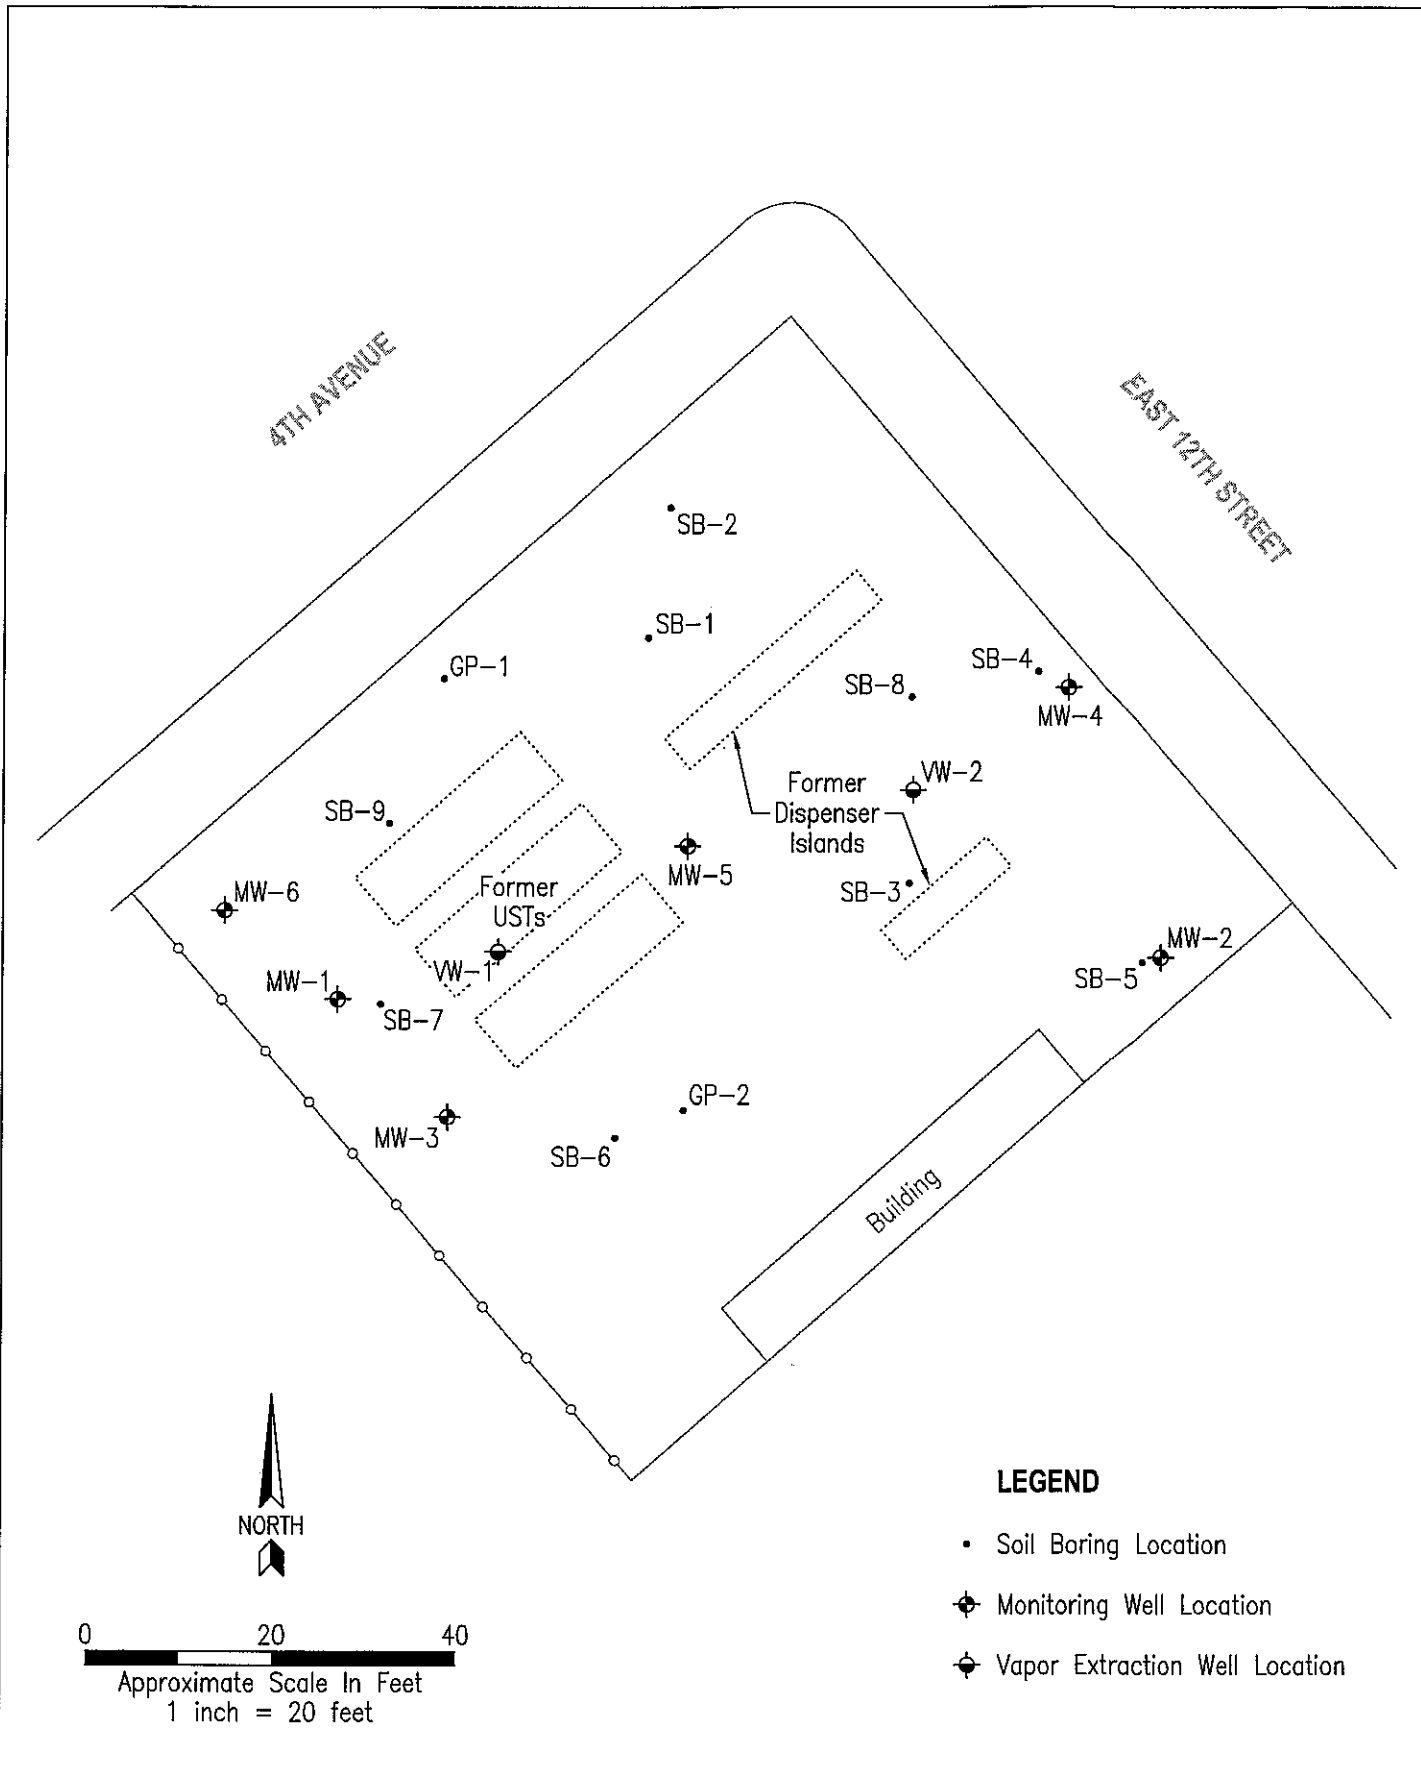 4TH AVENUE
EAST 12TH STREET
SB-2
SB-1
GP-1
SB-4
SB-8
MW-4
VW-2
Former
Dispenser
Islands
SB-9
MW-5
SB-3
Former
USTs
MW-6
MW-2
VW-1
MW-1
SB-5
SB-7
GP-2
MW-3
SB-6
Building
NORTH
0 20 40
Approximate Scale In Feet
1 inch = 20 feet
LEGEND
Soil Boring Location
Monitoring Well Location
Vapor Extraction Well Location